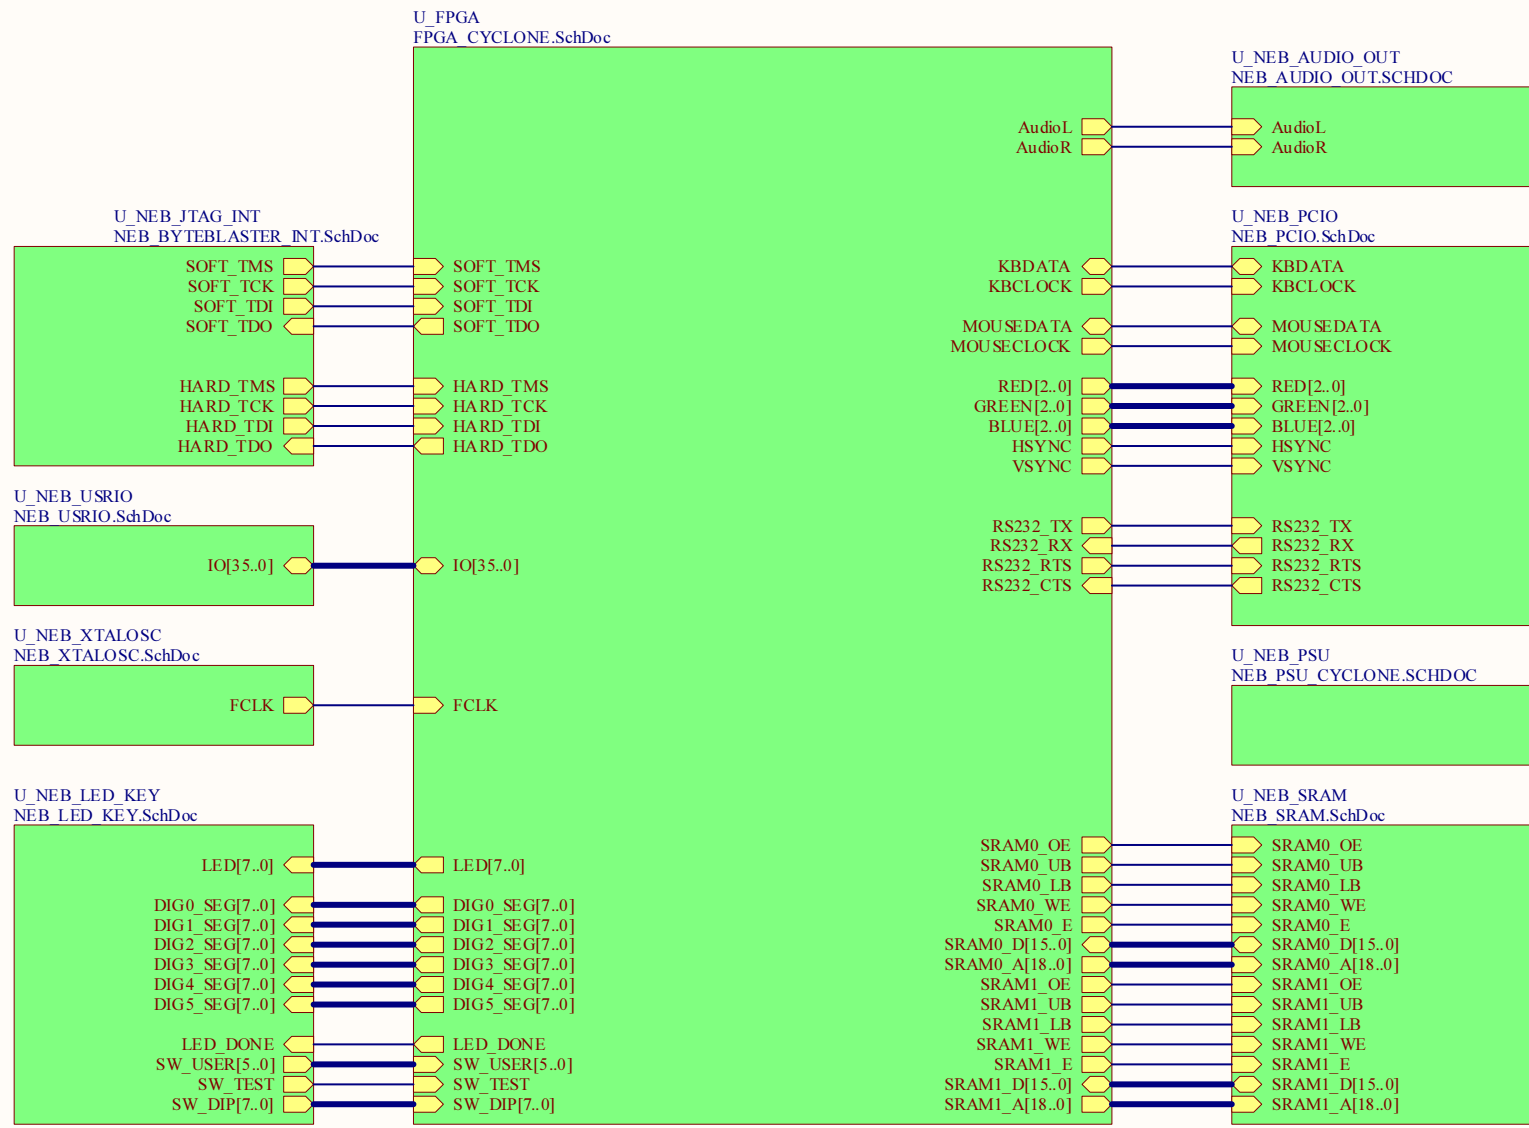 U_FPGA
FPGA_CYCLONE.SchDoc
AudioL
AudioR
KBDATA
KBCLOCK
MOUSEDATA
MOUSECLOCK
RED[2..0]
GREEN[2..0]
BLUE[2..0]
HSYNC
VSYNC
RS232_TX
RS232_RX
RS232_RTS
RS232_CTS
SRAM0_OE
SRAM0_UB
SRAM0_LB
SRAM0_WE
SRAM0_E
SRAM0_D[15..0]
SRAM0_A[18..0]
SRAM1_OE
SRAM1_UB
SRAM1_LB
SRAM1_WE
SRAM1_E
SRAM1_D[15..0]
SRAM1_A[18..0]
SOFT_TMS
SOFT_TCK
SOFT_TDI
SOFT_TDO
HARD_TMS
HARD_TCK
HARD_TDI
HARD_TDO
IO[35..0]
FCLK
LED[7..0]
DIG0_SEG[7..0]
DIG1_SEG[7..0]
DIG2_SEG[7..0]
DIG3_SEG[7..0]
DIG4_SEG[7..0]
DIG5_SEG[7..0]
LED_DONE
SW_USER[5..0]
SW_TEST
SW_DIP[7..0]
U_NEB_JTAG_INT
NEB_BYTEBLASTER_INT.SchDoc
SOFT_TMS
SOFT_TCK
SOFT_TDI
SOFT_TDO
HARD_TMS
HARD_TCK
HARD_TDI
HARD_TDO
U_NEB_USRIO
NEB_USRIO.SchDoc
IO[35..0]
U_NEB_XTALOSC
NEB_XTALOSC.SchDoc
FCLK
U_NEB_LED_KEY
NEB_LED_KEY.SchDoc
LED[7..0]
DIG0_SEG[7..0]
DIG1_SEG[7..0]
DIG2_SEG[7..0]
DIG3_SEG[7..0]
DIG4_SEG[7..0]
DIG5_SEG[7..0]
LED_DONE
SW_USER[5..0]
SW_TEST
SW_DIP[7..0]
U_NEB_AUDIO_OUT
NEB_AUDIO_OUT.SCHDOC
AudioL
AudioR
U_NEB_PCIO
NEB_PCIO.SchDoc
KBDATA
KBCLOCK
MOUSEDATA
MOUSECLOCK
RED[2..0]
GREEN[2..0]
BLUE[2..0]
HSYNC
VSYNC
RS232_TX
RS232_RX
RS232_RTS
RS232_CTS
U_NEB_PSU
NEB_PSU_CYCLONE.SCHDOC
U_NEB_SRAM
NEB_SRAM.SchDoc
SRAM0_OE
SRAM0_UB
SRAM0_LB
SRAM0_WE
SRAM0_E
SRAM0_D[15..0]
SRAM0_A[18..0]
SRAM1_OE
SRAM1_UB
SRAM1_LB
SRAM1_WE
SRAM1_E
SRAM1_D[15..0]
SRAM1_A[18..0]